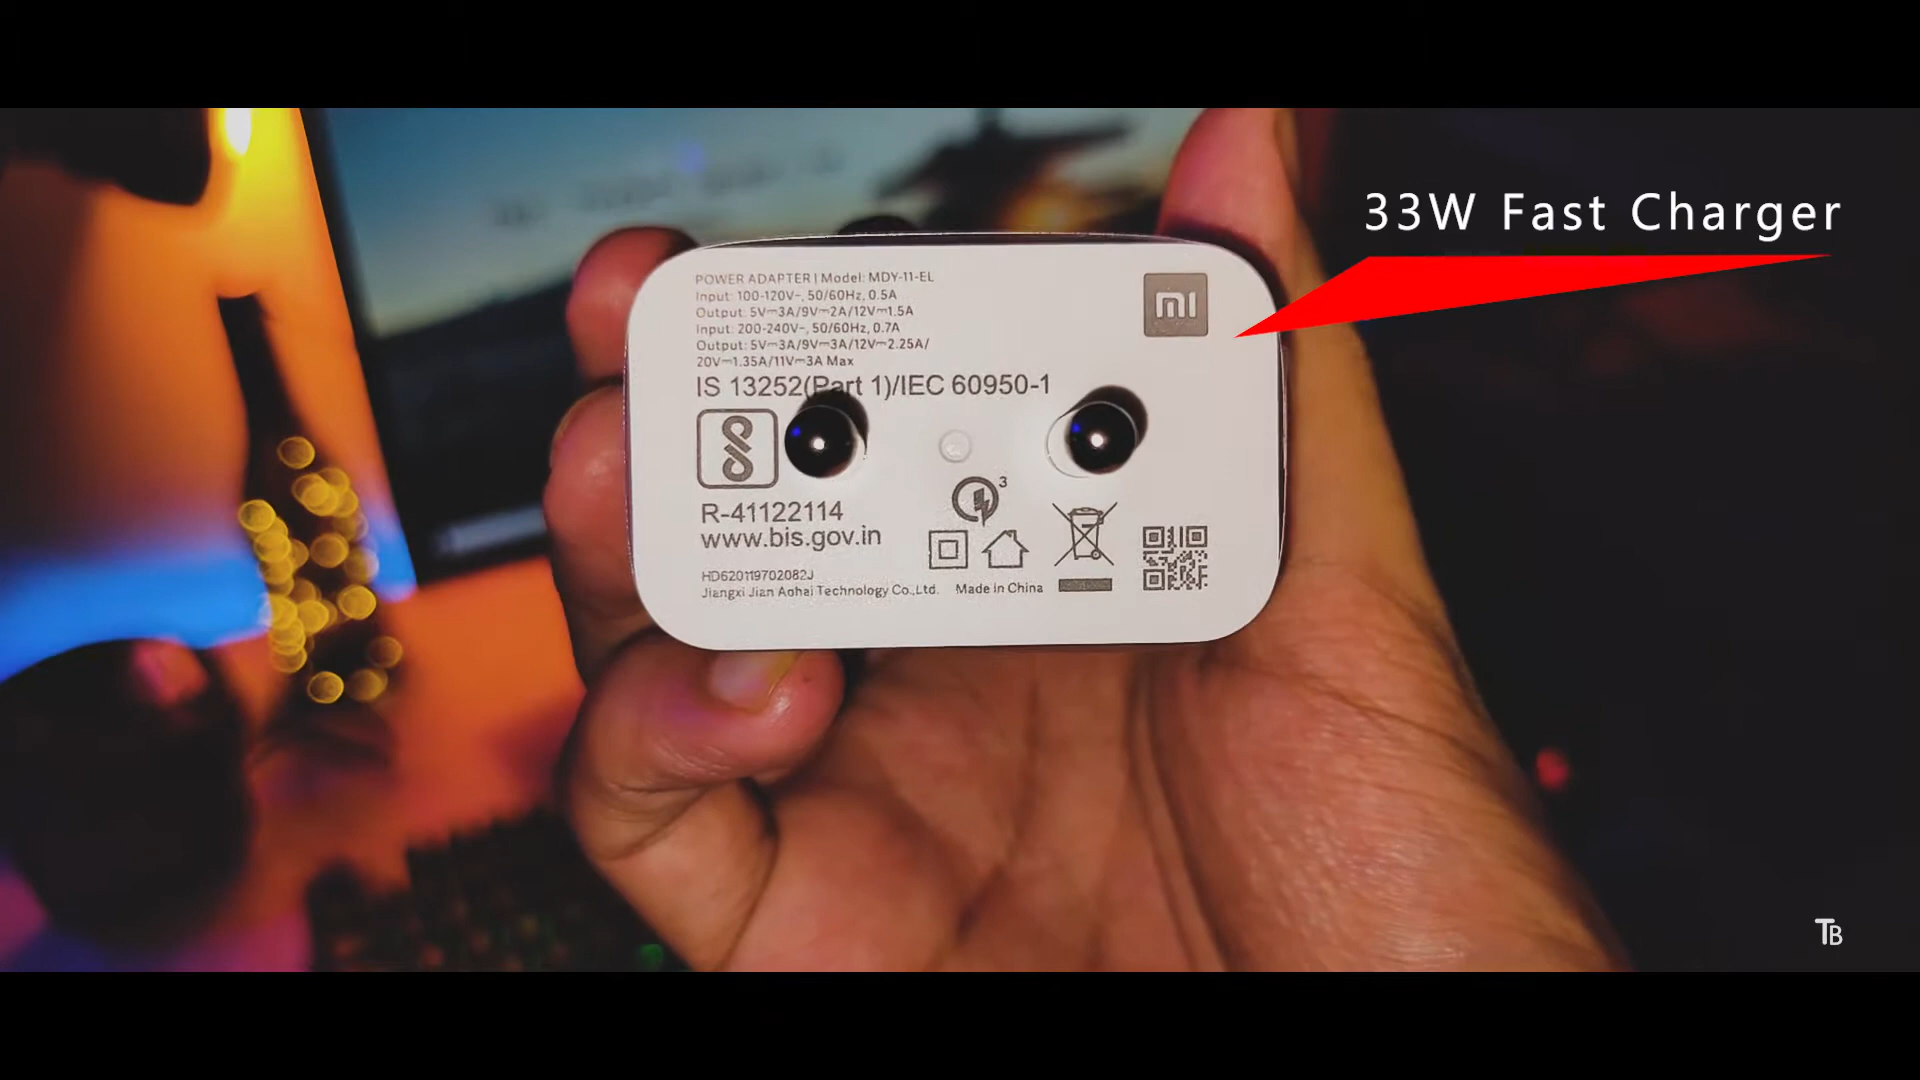 33W Fast Charger
POWER ADAPTER | Model: MDY-11-EL
Input: 100-120V~, 50/60Hz, 0.5A
Output: 5V⎓3A/9V⎓2A/12V⎓1.5A
Input: 200-240V~, 50/60Hz, 0.7A
Output: 5V⎓3A/9V⎓3A/12V⎓2.25A/
20V⎓1.35A/11V⎓3A Max
mi
IS 13252(Part 1)/IEC 60950-1
3
R-41122114
www.bis.gov.in
HD620119702082J
Jiangxi Jian Aohai Technology Co.,Ltd. Made in China
TB